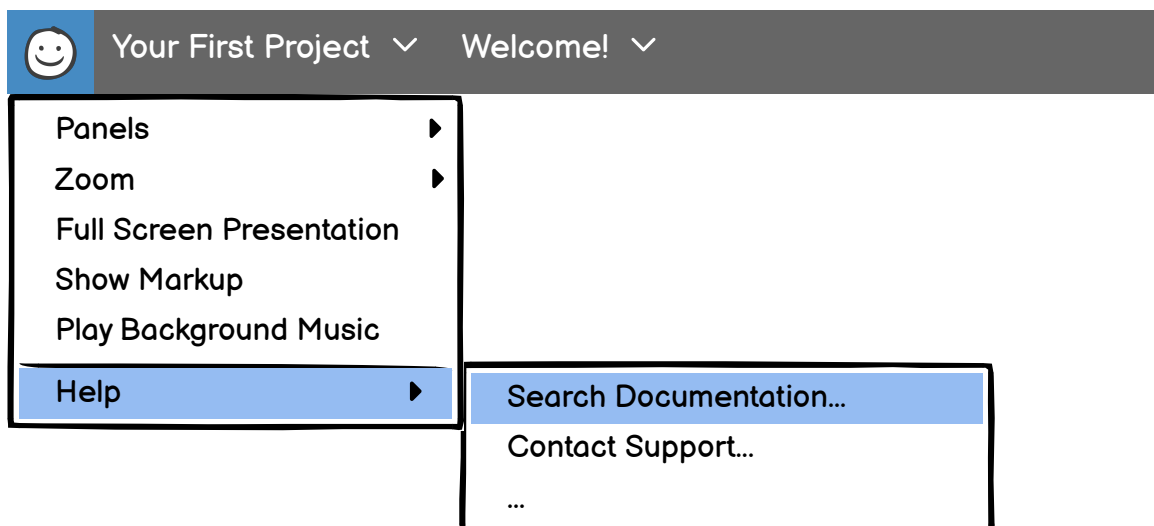 Your First Project Welcome!
Panels
Zoom
Full Screen Presentation
Show Markup
Play Background Music
Help
Search Documentation...
Contact Support...
...